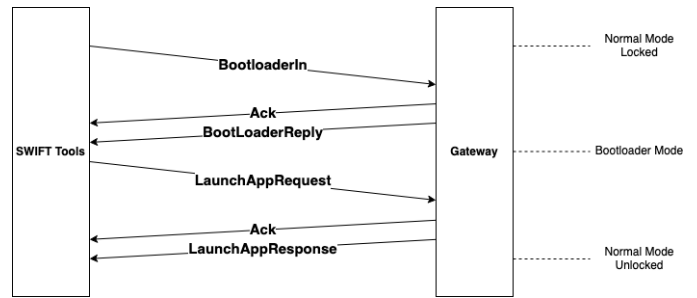 Normal Mode
Locked
BootloaderIn
Ack
BootLoaderReply
SWIFT Tools
Gateway
Bootloader Mode
LaunchAppRequest
Ack
LaunchAppResponse
Normal Mode
Unlocked